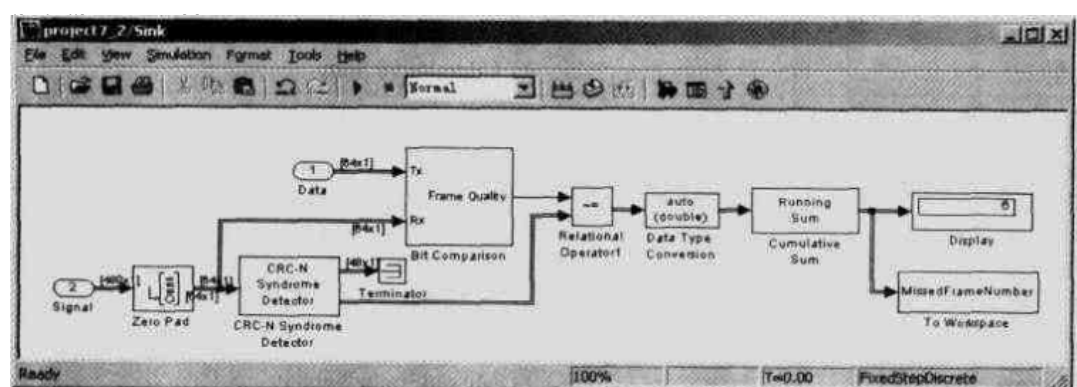 project7_2/Sink
File Edit View Simulation Format Tools Help
Normal
1
Data
[64x1]
Tx
Frame Quality
Rx
[64x1]
Bit Comparison
~=
Relational
Operator1
auto
(double)
Data Type
Conversion
Running
Sum
Cumulative
Sum
6
Display
MissedFrameNumber
To Workspace
2
Signal
Zero Pad
[64x1]
CRC-N
Syndrome
Detector
CRC-N Syndrome
Detector
[48x1]
Terminator
Ready
100%
T=0.00
FixedStepDiscrete